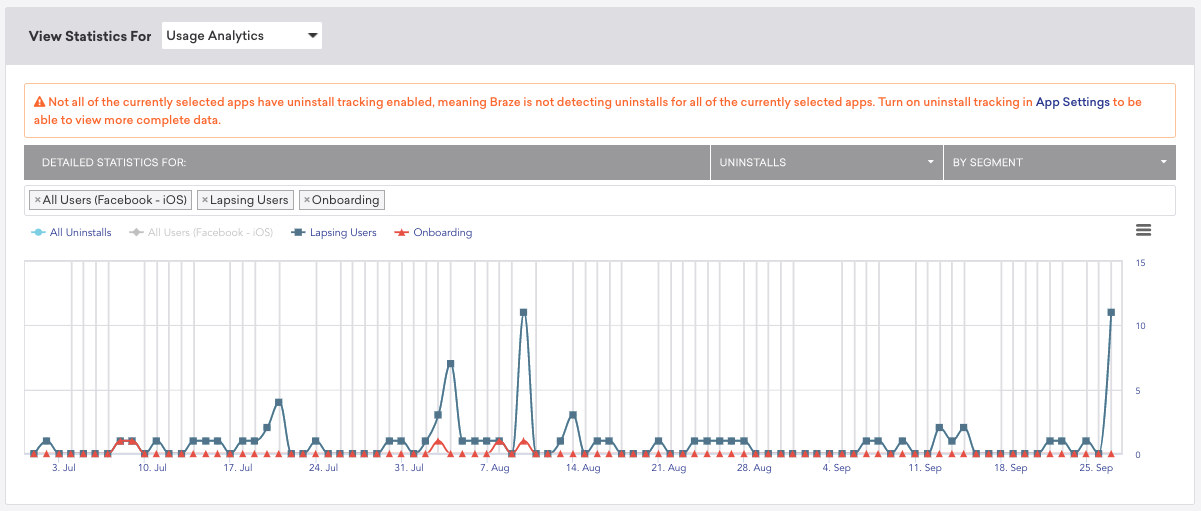 View Statistics For Usage Analytics
Not all of the currently selected apps have uninstall tracking enabled, meaning Braze is not detecting uninstalls for all of the currently selected apps. Turn on uninstall tracking in App Settings to be
able to view more complete data.
DETAILED STATISTICS FOR: UNINSTALLS BY SEGMENT
×All Users (Facebook - iOS) ×Lapsing Users ×Onboarding
All Uninstalls All Users (Facebook - iOS) Lapsing Users Onboarding
15
10
5
0
3. Jul 10. Jul 17. Jul 24. Jul 31. Jul 7. Aug 14. Aug 21. Aug 28. Aug 4. Sep 11. Sep 18. Sep 25. Sep